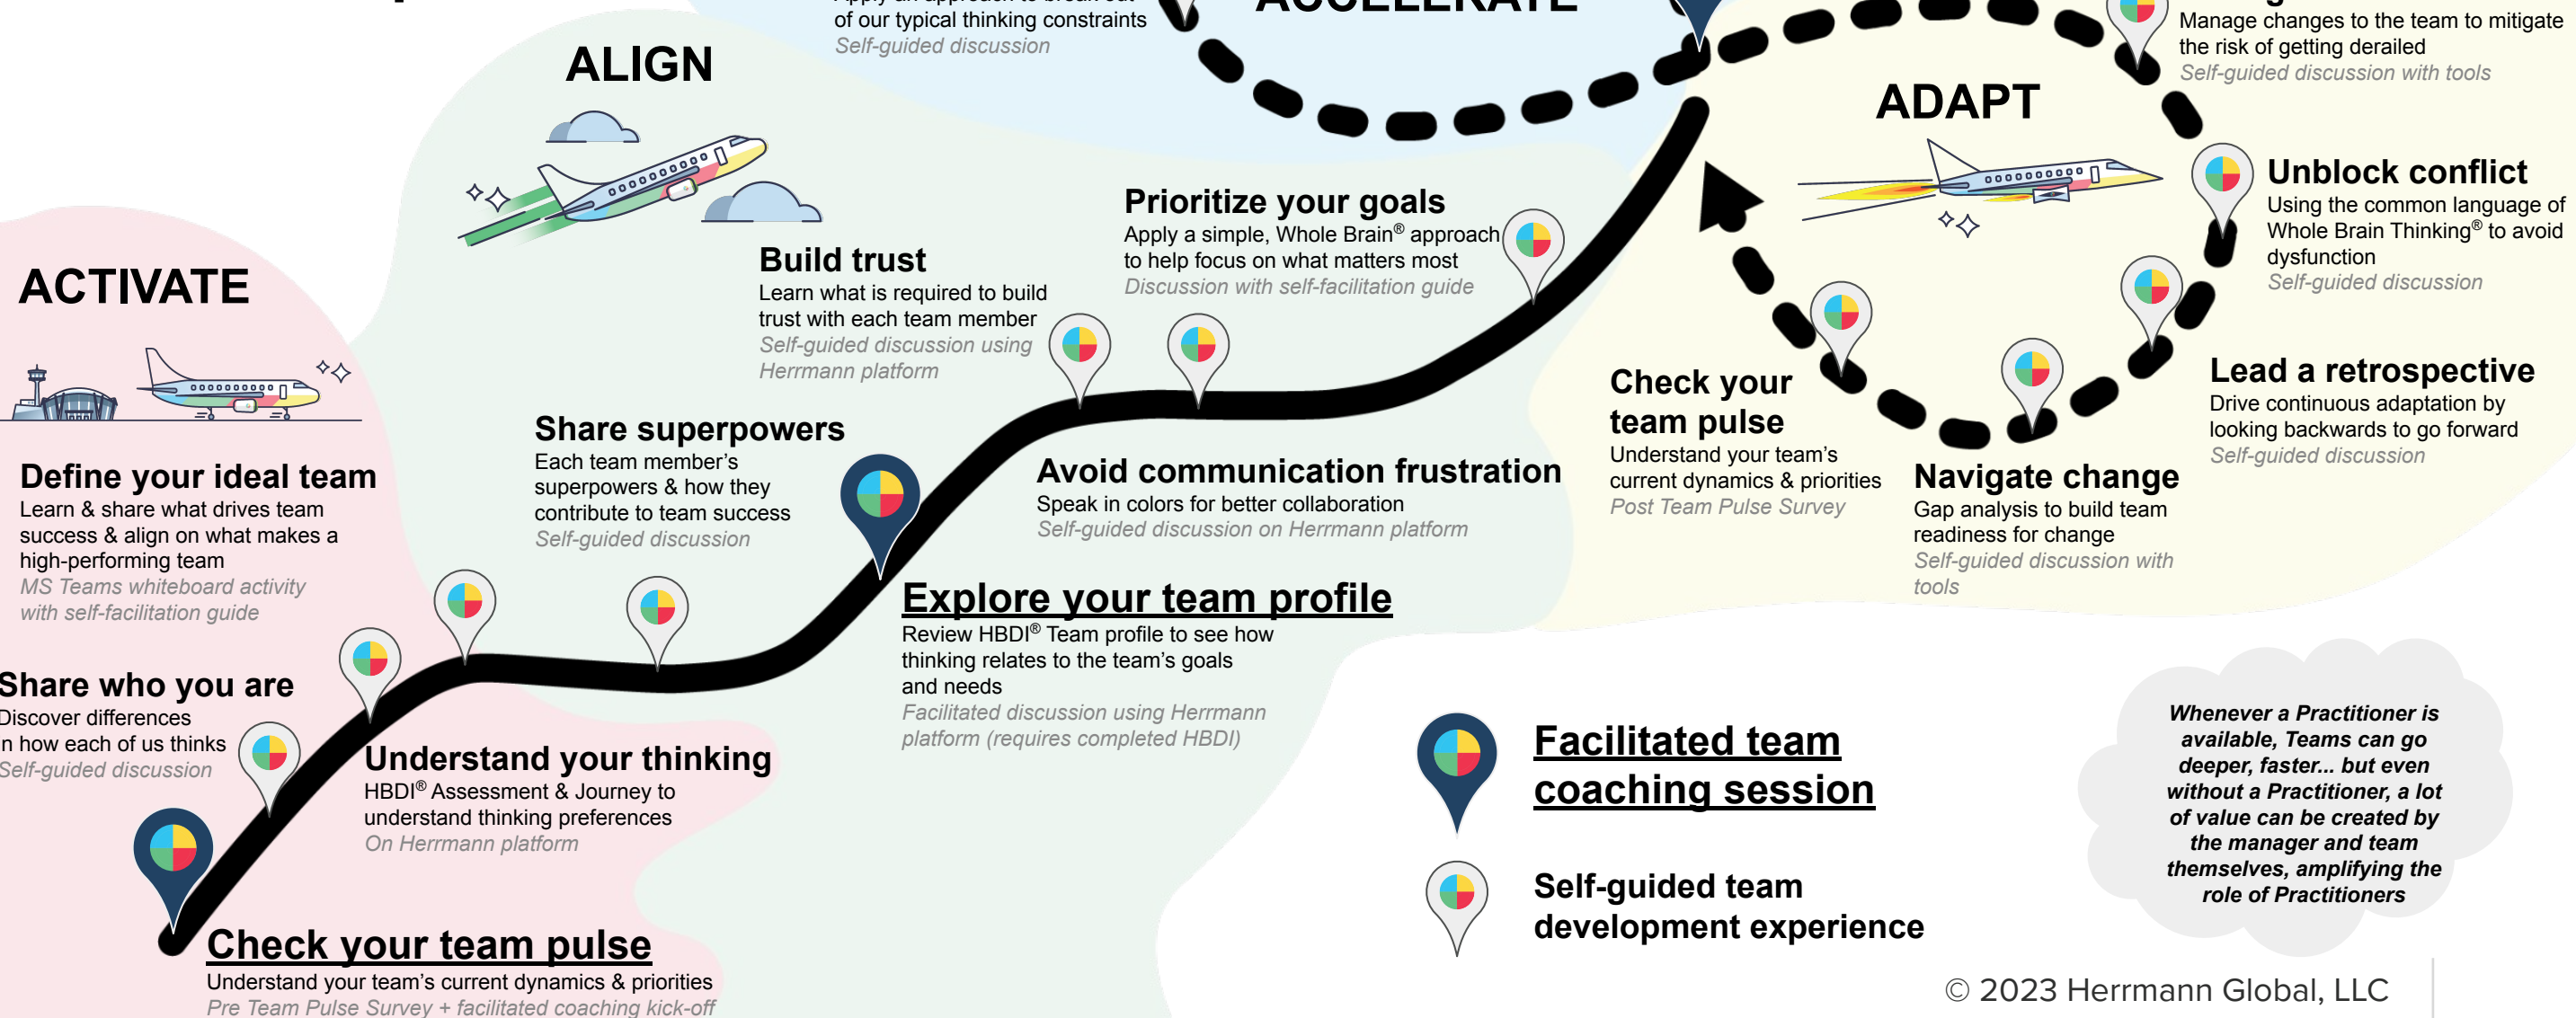 of our typical thinking constraints
Self-guided discussion
ACCELERATE
Manage changes to the team to mitigate
the risk of getting derailed
Self-guided discussion with tools
ALIGN
ADAPT
Unblock conflict
Using the common language of
Whole Brain Thinking® to avoid
dysfunction
Self-guided discussion
Prioritize your goals
Apply a simple, Whole Brain® approach
to help focus on what matters most
Discussion with self-facilitation guide
Build trust
Learn what is required to build
trust with each team member
Self-guided discussion using
Herrmann platform
ACTIVATE
Lead a retrospective
Drive continuous adaptation by
looking backwards to go forward
Self-guided discussion
Check your
team pulse
Understand your team's
current dynamics & priorities
Post Team Pulse Survey
Navigate change
Gap analysis to build team
readiness for change
Self-guided discussion with
tools
Share superpowers
Each team member's
superpowers & how they
contribute to team success
Self-guided discussion
Avoid communication frustration
Speak in colors for better collaboration
Self-guided discussion on Herrmann platform
Define your ideal team
Learn & share what drives team
success & align on what makes a
high-performing team
MS Teams whiteboard activity
with self-facilitation guide
Explore your team profile
Review HBDI® Team profile to see how
thinking relates to the team's goals
and needs
Facilitated discussion using Herrmann
platform (requires completed HBDI)
Share who you are
Discover differences
in how each of us thinks
Self-guided discussion
Understand your thinking
HBDI® Assessment & Journey to
understand thinking preferences
On Herrmann platform
Check your team pulse
Understand your team's current dynamics & priorities
Pre Team Pulse Survey + facilitated coaching kick-off
Facilitated team
coaching session
Self-guided team
development experience
Whenever a Practitioner is
available, Teams can go
deeper, faster... but even
without a Practitioner, a lot
of value can be created by
the manager and team
themselves, amplifying the
role of Practitioners
© 2023 Herrmann Global, LLC